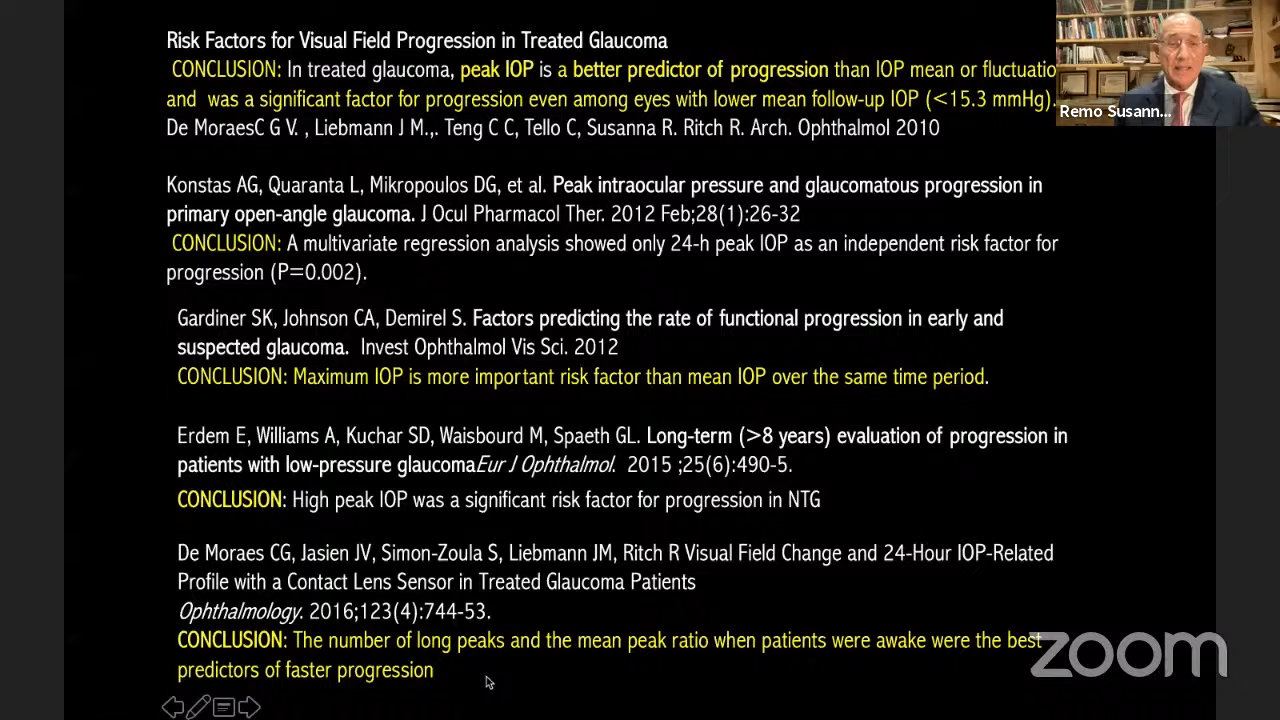 Risk Factors for Visual Field Progression in Treated Glaucoma
CONCLUSION: In treated glaucoma, peak IOP is a better predictor of progression than IOP mean or fluctuatio
and was a significant factor for progression even among eyes with lower mean follow-up IOP (<15.3 mmHg).
De MoraesC G V. , Liebmann J M.,. Teng C C, Tello C, Susanna R. Ritch R. Arch. Ophthalmol 2010
Remo Susann...
Konstas AG, Quaranta L, Mikropoulos DG, et al. Peak intraocular pressure and glaucomatous progression in
primary open-angle glaucoma. J Ocul Pharmacol Ther. 2012 Feb;28(1):26-32
CONCLUSION: A multivariate regression analysis showed only 24-h peak IOP as an independent risk factor for
progression (P=0.002).
Gardiner SK, Johnson CA, Demirel S. Factors predicting the rate of functional progression in early and
suspected glaucoma. Invest Ophthalmol Vis Sci. 2012
CONCLUSION: Maximum IOP is more important risk factor than mean IOP over the same time period.
Erdem E, Williams A, Kuchar SD, Waisbourd M, Spaeth GL. Long-term (>8 years) evaluation of progression in
patients with low-pressure glaucomaEur J Ophthalmol. 2015 ;25(6):490-5.
CONCLUSION: High peak IOP was a significant risk factor for progression in NTG
De Moraes CG, Jasien JV, Simon-Zoula S, Liebmann JM, Ritch R Visual Field Change and 24-Hour IOP-Related
Profile with a Contact Lens Sensor in Treated Glaucoma Patients
Ophthalmology. 2016;123(4):744-53.
CONCLUSION: The number of long peaks and the mean peak ratio when patients were awake were the best
predictors of faster progression
zoom